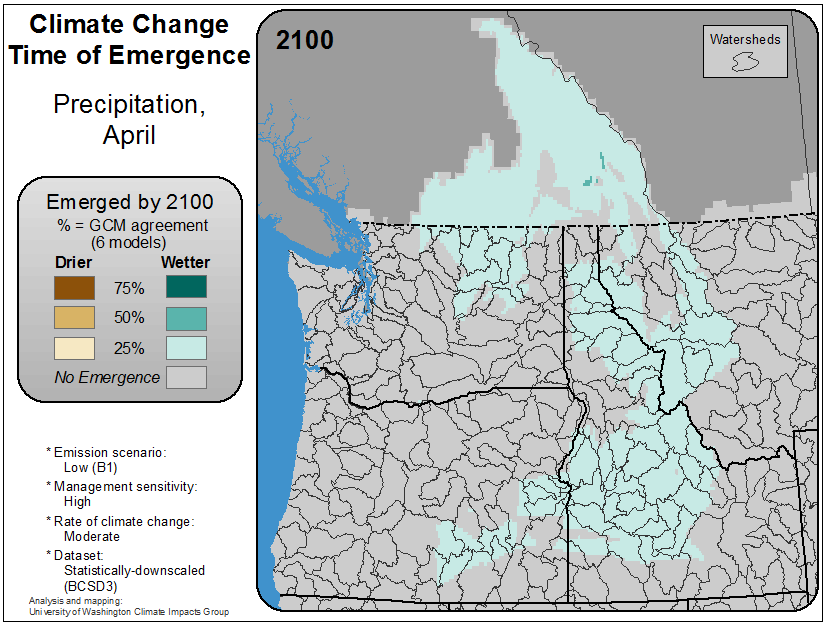 Climate Change
Time of Emergence
Precipitation,
April
Emerged by 2100
% = GCM agreement
(6 models)
Drier Wetter
75%
50%
25%
No Emergence
* Emission scenario:
Low (B1)
* Management sensitivity:
High
* Rate of climate change:
Moderate
* Dataset:
Statistically-downscaled
(BCSD3)
Analysis and mapping:
University of Washington Climate Impacts Group
2100
Watersheds